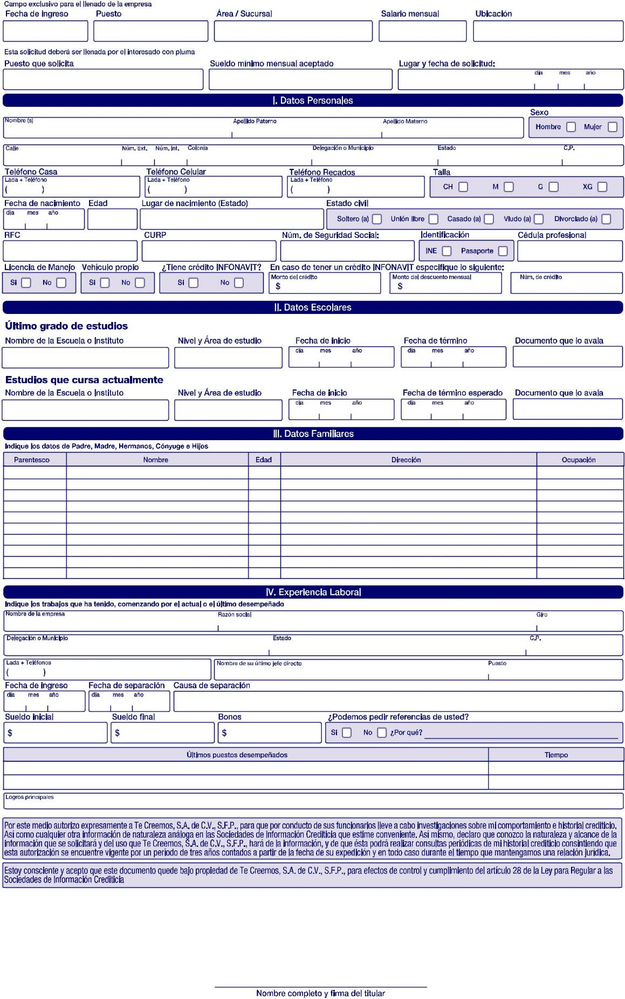 Campo exclusivo para el llenado de la empresa
Fecha de ingreso Puesto Área / Sucursal Salario mensual Ubicación
Esta solicitud deberá ser llenada por el interesado con pluma
Puesto que solicita Sueldo mínimo mensual aceptado Lugar y fecha de solicitud:
día mes año
I. Datos Personales
Sexo
Nombre (s) Apellido Paterno Apellido Materno
Hombre Mujer
Calle Núm. Ext. Núm. Int. Colonia Delegación o Municipio Estado C.P.
Teléfono Casa Teléfono Celular Teléfono Recados Talla
Lada + Teléfono Lada + Teléfono Lada + Teléfono
( ) ( ) ( ) CH M G XG
Fecha de nacimiento Edad Lugar de nacimiento (Estado) Estado civil
día mes año
Soltero (a) Unión libre Casado (a) Viudo (a) Divorciado (a)
RFC CURP Núm. de Seguridad Social: Identificación Cédula profesional
INE Pasaporte
Licencia de Manejo Vehículo propio ¿Tiene crédito INFONAVIT? En caso de tener un crédito INFONAVIT especifique lo siguiente:
Monto del crédito Monto del descuento mensual Núm. de crédito
Si No Si No Si No $ $
II. Datos Escolares
Último grado de estudios
Nombre de la Escuela o Instituto Nivel y Área de estudio Fecha de inicio Fecha de término Documento que lo avala
día mes año día mes año
Estudios que cursa actualmente
Nombre de la Escuela o Instituto Nivel y Área de estudio Fecha de inicio Fecha de término esperado Documento que lo avala
día mes año día mes año
III. Datos Familiares
Indique los datos de Padre, Madre, Hermanos, Cónyuge e Hijos
Parentesco Nombre Edad Dirección Ocupación
IV. Experiencia Laboral
Indique los trabajos que ha tenido, comenzando por el actual o el último desempeñado
Nombre de la empresa Razón social Giro
Delegación o Municipio Estado C.P.
Lada + Teléfonos Nombre de su último jefe directo Puesto
( )
Fecha de ingreso Fecha de separación Causa de separación
día mes año día mes año
Sueldo inicial Sueldo final Bonos ¿Podemos pedir referencias de usted?
$ $ $ Si No ¿Por qué?
Últimos puestos desempeñados Tiempo
Logros principales
Por este medio autorizo expresamente a Te Creemos, S.A. de C.V., S.F.P., para que por conducto de sus funcionarios lleve a cabo investigaciones sobre mi comportamiento e historial crediticio.
Así como cualquier otra información de naturaleza análoga en las Sociedades de Información Crediticia que estime conveniente. Así mismo, declaro que conozco la naturaleza y alcance de la
información que se solicitará y del uso que Te Creemos, S.A. de C.V., S.F.P., hará de la información, y de que ésta podrá realizar consultas periódicas de mi historial crediticio consintiendo que
esta autorización se encuentre vigente por un período de tres años contados a partir de la fecha de su expedición y en todo caso durante el tiempo que mantengamos una relación jurídica.
Estoy consciente y acepto que este documento quede bajo propiedad de Te Creemos, S.A. de C.V., S.F.P., para efectos de control y cumplimiento del artículo 28 de la Ley para Regular a las
Sociedades de Información Crediticia
Nombre completo y firma del titular